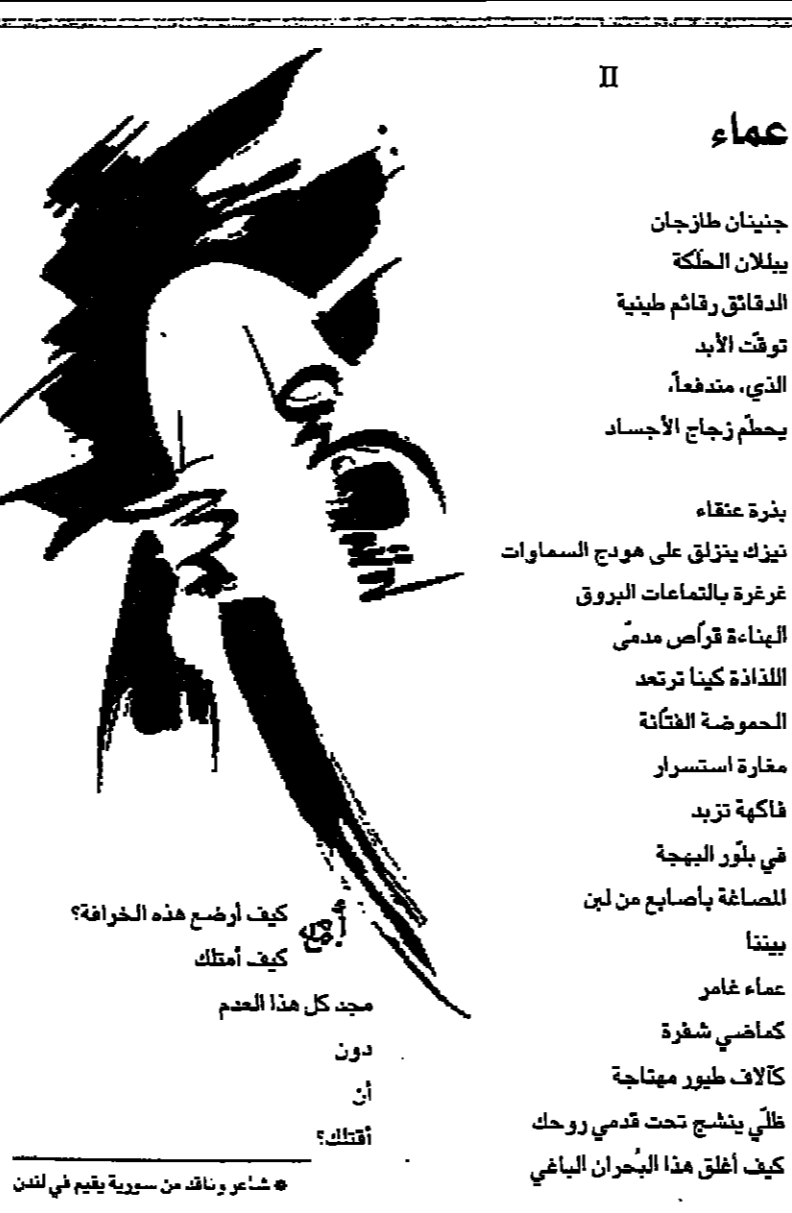 II
عماء
جنينان طازجان
يبللان الحلكة
الدقائق رقائم طينية
توقّت الأبد
الذي، مندفعاً،
يحطّم زجاج الأجساد
بذرة عنقاء
نيزك ينزلق على هودج السماوات
غرغرة بالتماعات البروق
الهناءة قرّاص مدمّى
اللذاذة كينا ترتعد
الحموضة الفتّانة
مغارة استسرار
فاكهة تزبد
في بلّور البهجة
المصاغة بأصابع من لبن
بيننا
عماء غامر
كماضي شفرة
كآلاف طيور مهتاجة
ظلّي ينشج تحت قدمي روحك
كيف أغلق هذا البُحران الباغي
كيف أرضع هذه الخرافة؟
كيف أمتلك
مجد كل هذا العدم
دون
أن
أقتلك؟
* شاعر وناقد من سورية يقيم في لندن